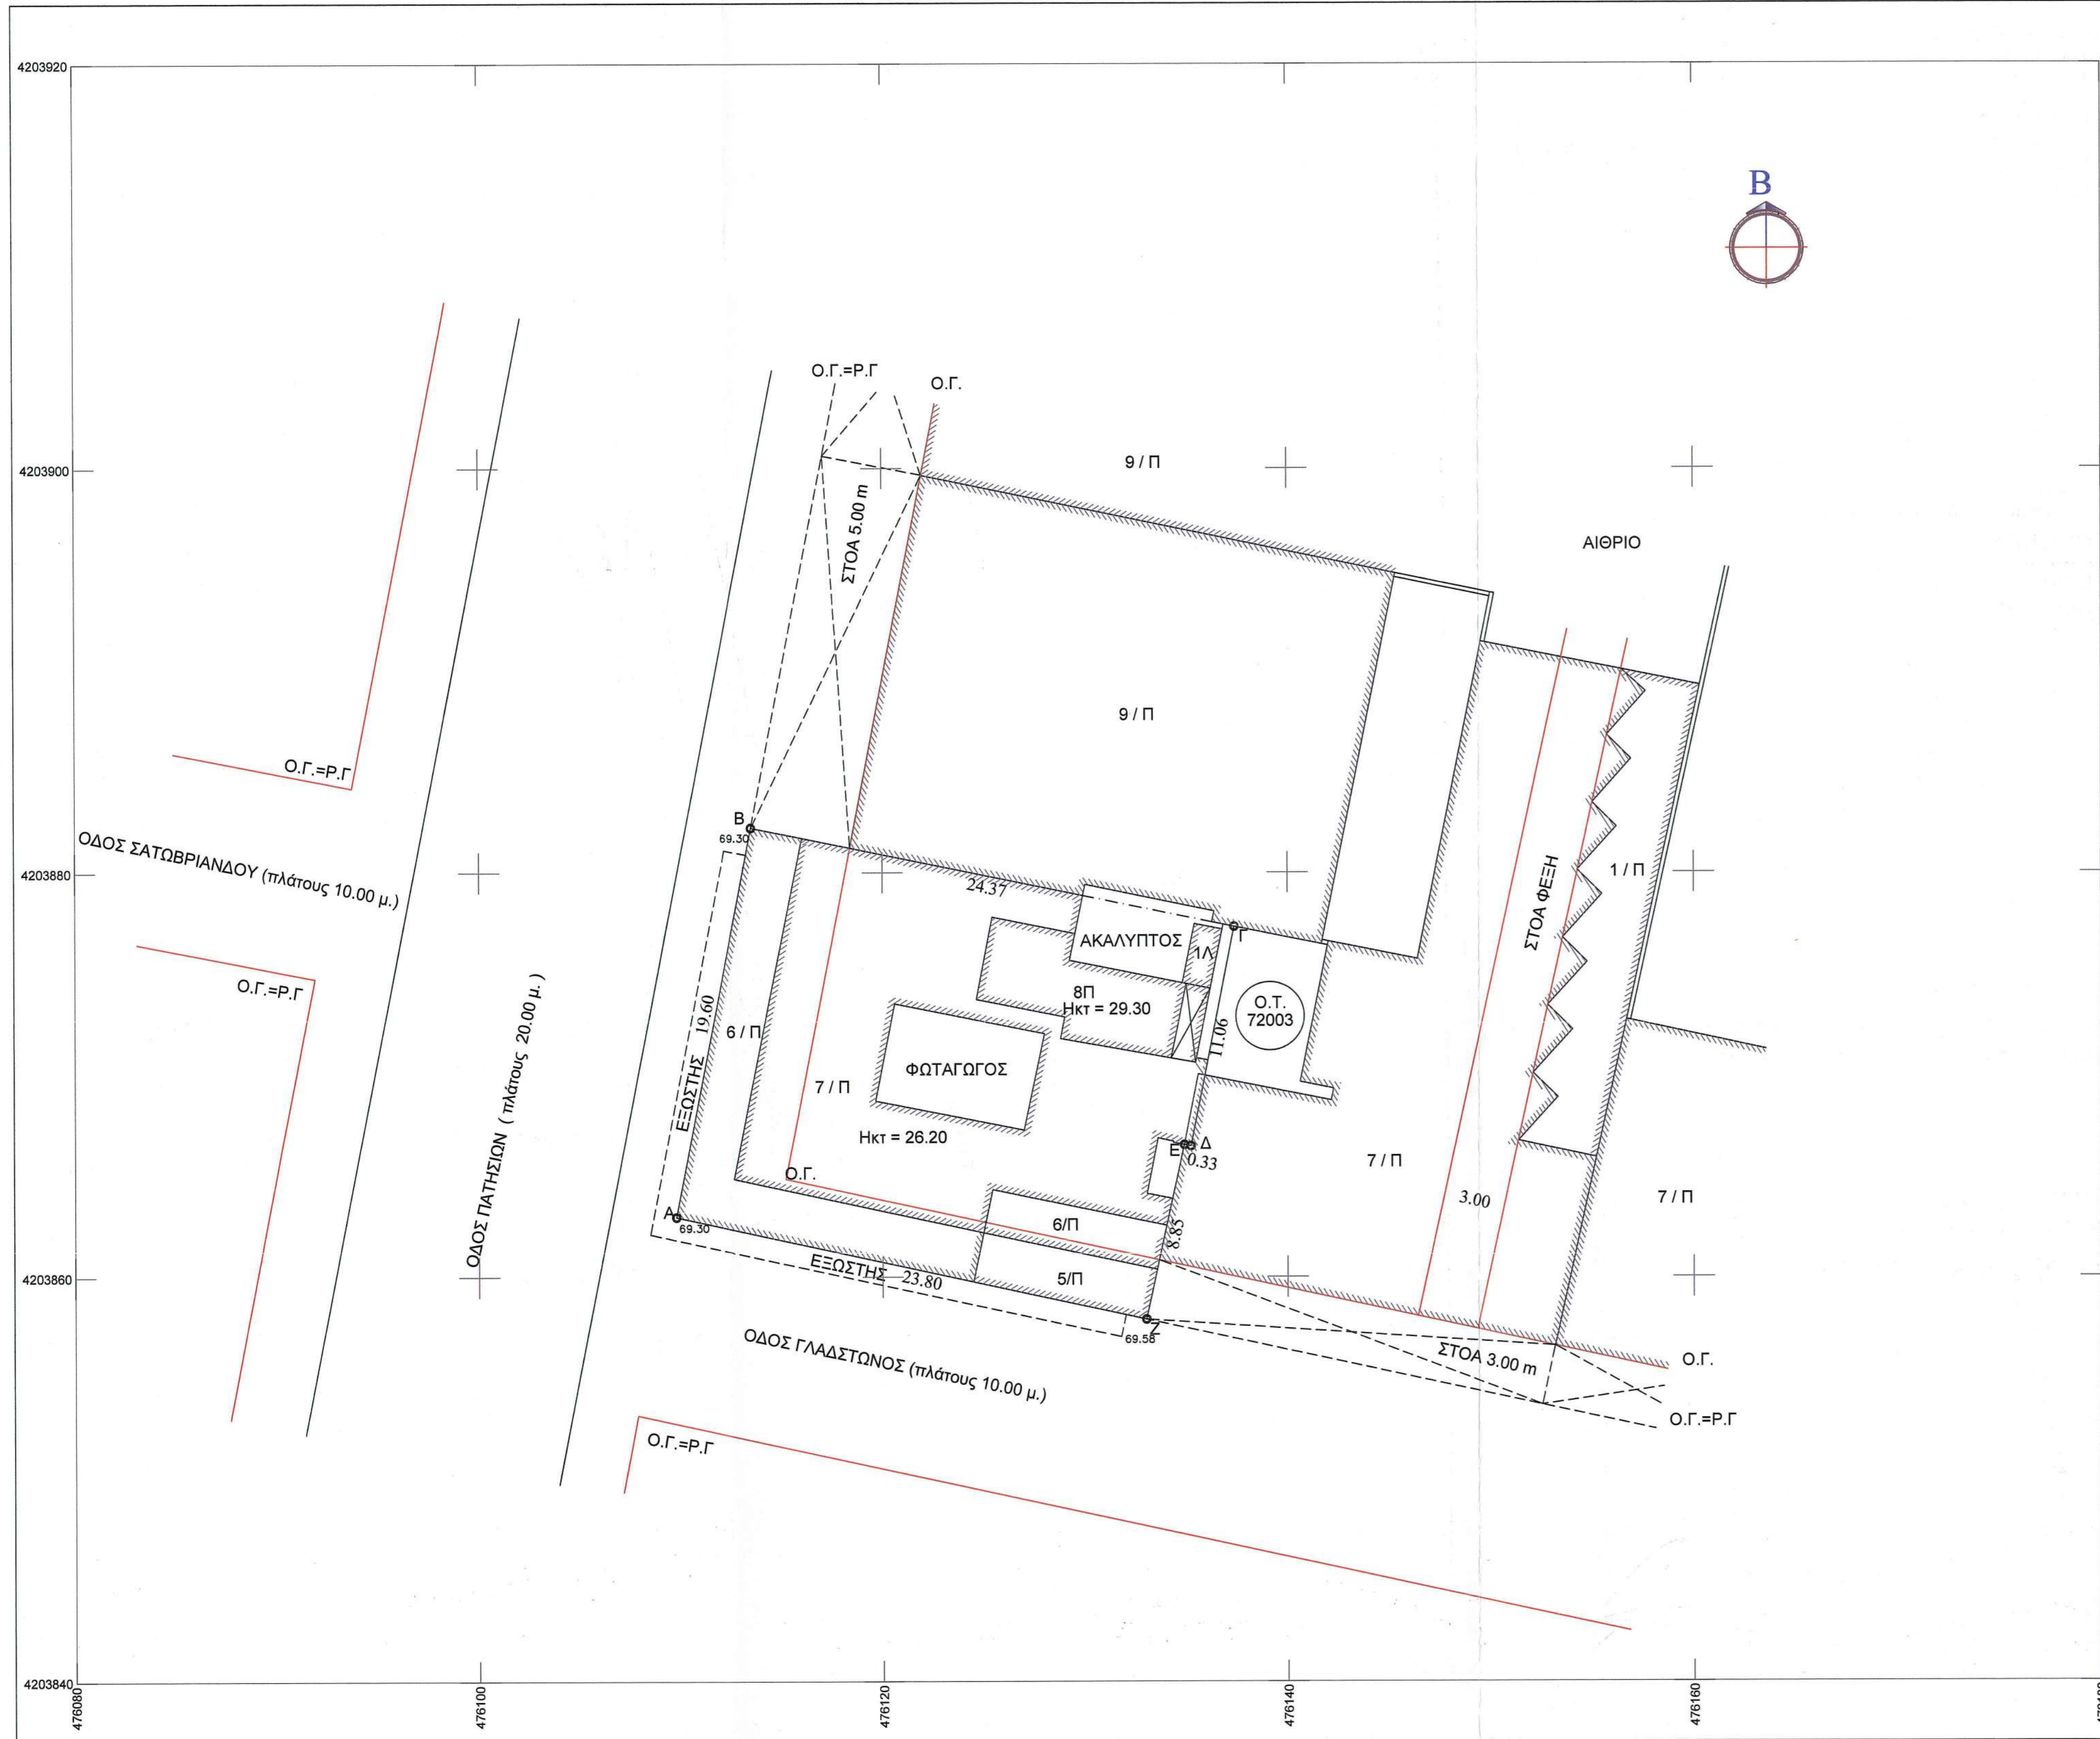 4203920
B
Ο.Γ.=Ρ.Γ
Ο.Γ.
4203900
9 / Π
ΣΤΟΑ 5.00 m
ΑΙΘΡΙΟ
9 / Π
Ο.Γ.=Ρ.Γ
B
69.30
ΟΔΟΣ ΣΑΤΩΒΡΙΑΝΔΟΥ (πλάτους 10.00 μ.)
4203880
24.37
1 / Π
ΣΤΟΑ ΦΕΞΗ
ΑΚΑΛΥΠΤΟΣ
1Λ
Γ
Ο.Γ.=Ρ.Γ
8Π
Ηκτ = 29.30
Ο.Τ.
72003
19.60
6 / Π
11.06
ΕΞΩΣΤΗΣ
ΦΩΤΑΓΩΓΟΣ
7 / Π
ΟΔΟΣ ΠΑΤΗΣΙΩΝ ( πλάτους 20.00 μ. )
Ηκτ = 26.20
E
Δ
0.33
7 / Π
Ο.Γ.
3.00
7 / Π
A
69.30
6/Π
8.85
ΕΞΩΣΤΗΣ 23.80
5/Π
4203860
Z
69.58
ΟΔΟΣ ΓΛΑΔΣΤΩΝΟΣ (πλάτους 10.00 μ.)
ΣΤΟΑ 3.00 m
Ο.Γ.
Ο.Γ.=Ρ.Γ
Ο.Γ.=Ρ.Γ
4203840
476080
476100
476120
476140
476160